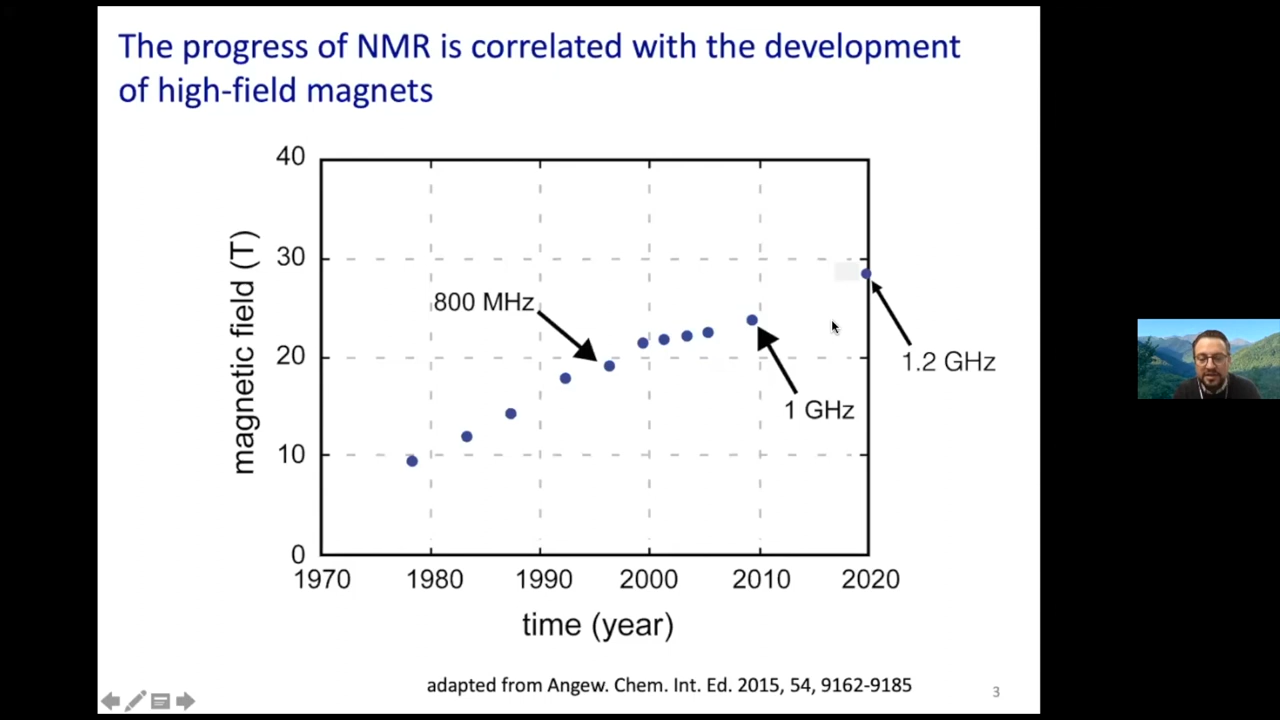 The progress of NMR is correlated with the development
of high-field magnets
40
30
20
10
0
magnetic field (T)
800 MHz
1 GHz
1.2 GHz
1970 1980 1990 2000 2010 2020
time (year)
adapted from Angew. Chem. Int. Ed. 2015, 54, 9162-9185
3